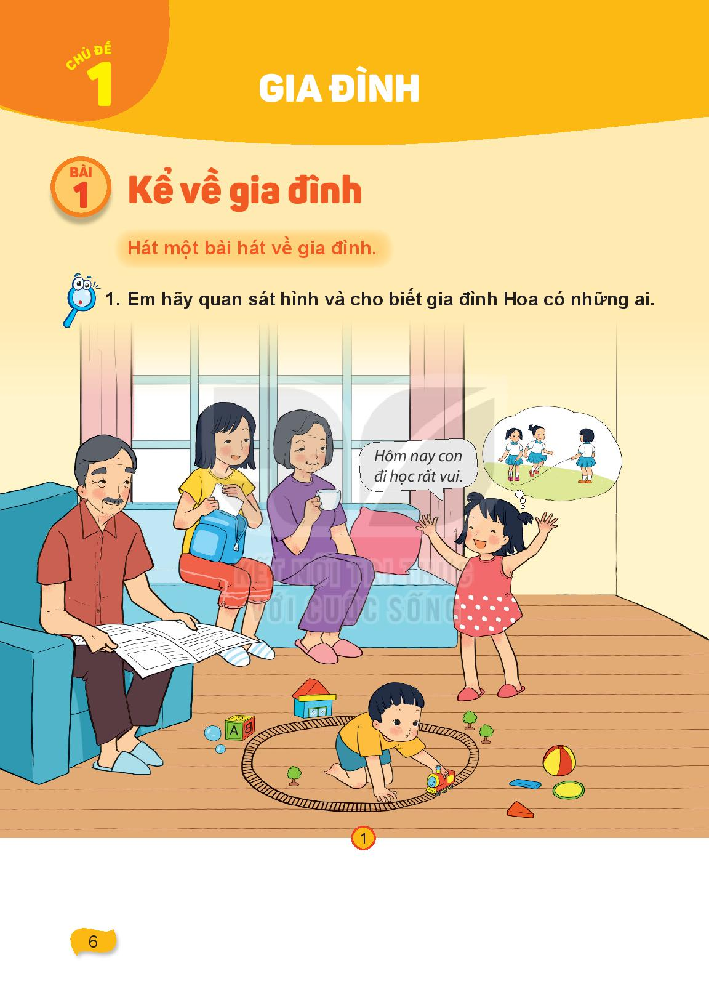 CHỦ ĐỀ
1
GIA ĐÌNH
BÀI
1
Kể về gia đình
Hát một bài hát về gia đình.
1. Em hãy quan sát hình và cho biết gia đình Hoa có những ai.
Hôm nay con
đi học rất vui.
KẾT NỐI TRI THỨC
VỚI CUỘC SỐNG
C
A
B
1
6